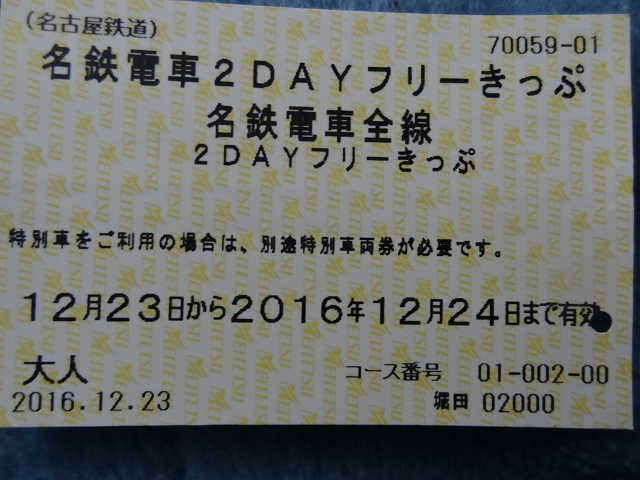 (名古屋鉄道)
70059-01
名鉄電車2DAYフリーきっぷ
名鉄電車全線
2DAYフリーきっぷ
特別車をご利用の場合は、別途特別車両券が必要です。
12月23日から2016年12月24日まで有効
大人
コース番号 01-002-00
2016.12.23
堀田 02000